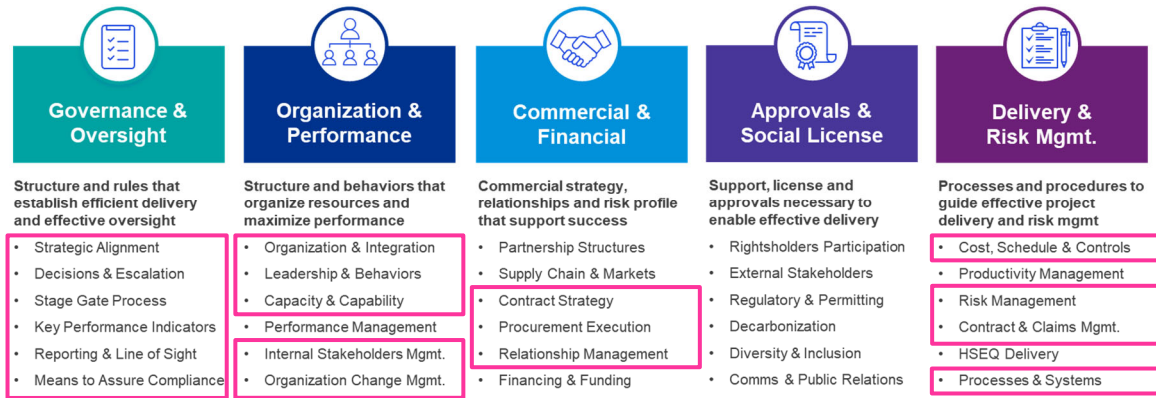 Governance &
Oversight
Structure and rules that
establish efficient delivery
and effective oversight
• Strategic Alignment
• Decisions & Escalation
• Stage Gate Process
• Key Performance Indicators
• Reporting & Line of Sight
• Means to Assure Compliance
Organization &
Performance
Structure and behaviors that
organize resources and
maximize performance
• Organization & Integration
• Leadership & Behaviors
• Capacity & Capability
• Performance Management
• Internal Stakeholders Mgmt.
• Organization Change Mgmt.
Commercial &
Financial
Commercial strategy,
relationships and risk profile
that support success
• Partnership Structures
• Supply Chain & Markets
• Contract Strategy
• Procurement Execution
• Relationship Management
• Financing & Funding
Approvals &
Social License
Support, license and
approvals necessary to
enable effective delivery
• Rightsholders Participation
• External Stakeholders
• Regulatory & Permitting
• Decarbonization
• Diversity & Inclusion
• Comms & Public Relations
Delivery &
Risk Mgmt.
Processes and procedures to
guide effective project
delivery and risk mgmt
• Cost, Schedule & Controls
• Productivity Management
• Risk Management
• Contract & Claims Mgmt.
• HSEQ Delivery
• Processes & Systems